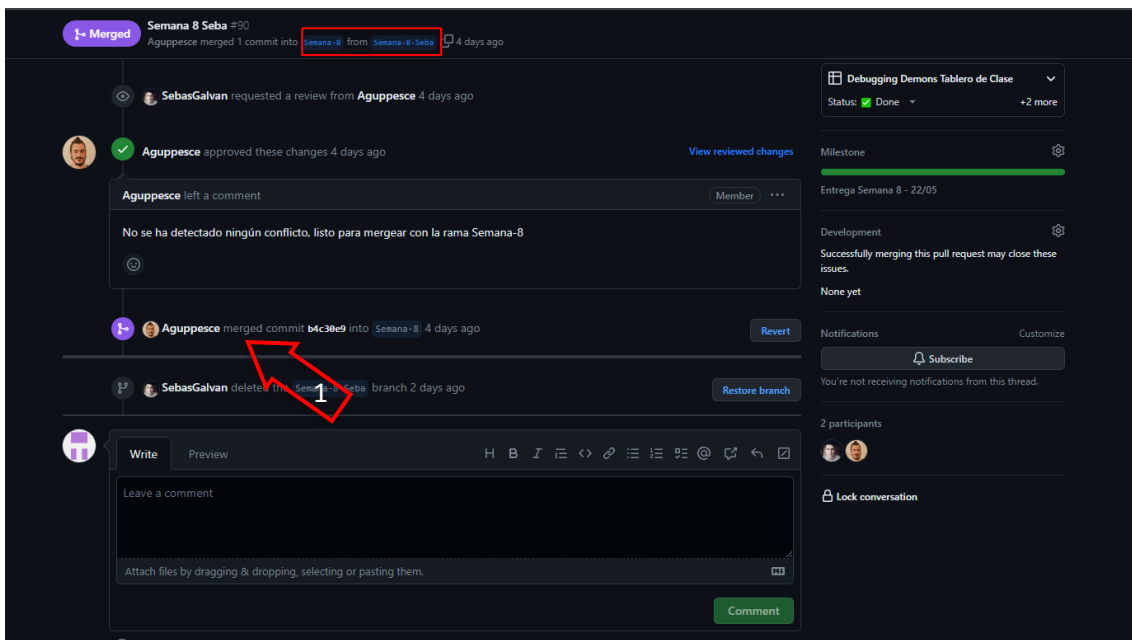 Merged
Semana 8 Seba #90
Aguppesce merged 1 commit into Semana-8 from Semana-8-Seba 4 days ago
SebasGalvan requested a review from Aguppesce 4 days ago
Debugging Demons Tablero de Clase
Status: Done
+2 more
Aguppesce approved these changes 4 days ago
View reviewed changes
Milestone
Entrega Semana 8 - 22/05
Aguppesce left a comment
Member
No se ha detectado ningún conflicto, listo para mergear con la rama Semana-8
Development
Successfully merging this pull request may close these
issues.
None yet
Aguppesce merged commit b4c30e9 into Semana-8 4 days ago
Revert
Notifications
Customize
Subscribe
You're not receiving notifications from this thread.
SebasGalvan deleted the Semana-8-Seba branch 2 days ago
1
Restore branch
2 participants
Write
Preview
H B I
Leave a comment
Lock conversation
Attach files by dragging & dropping, selecting or pasting them.
Comment